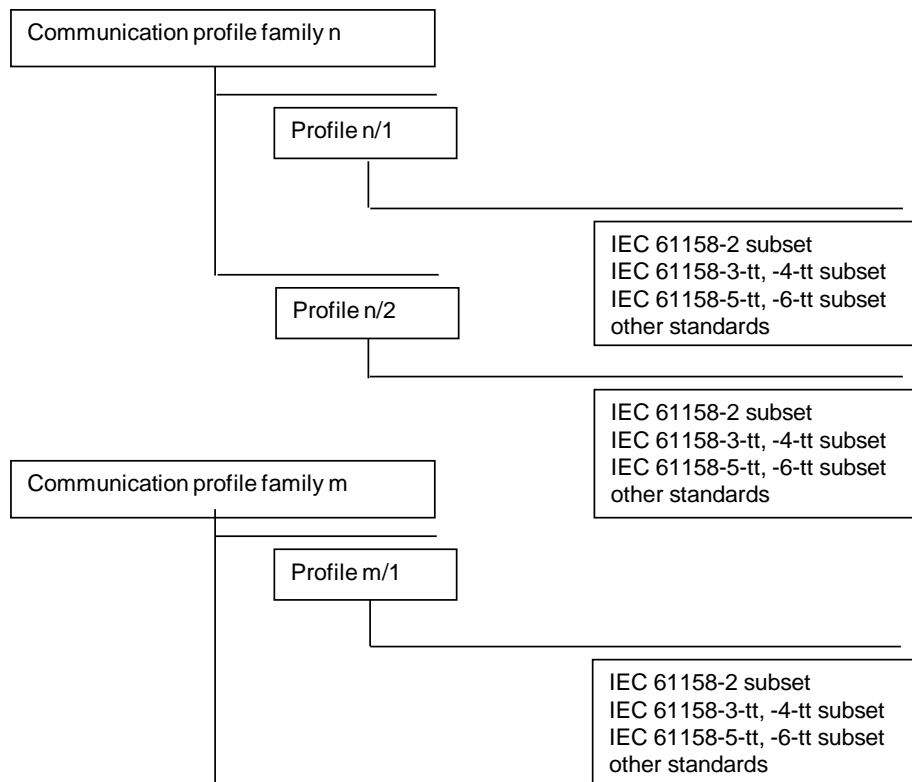 Communication profile family n
Profile n/1
IEC 61158-2 subset
IEC 61158-3-tt, -4-tt subset
IEC 61158-5-tt, -6-tt subset
other standards
Profile n/2
IEC 61158-2 subset
IEC 61158-3-tt, -4-tt subset
IEC 61158-5-tt, -6-tt subset
other standards
Communication profile family m
Profile m/1
IEC 61158-2 subset
IEC 61158-3-tt, -4-tt subset
IEC 61158-5-tt, -6-tt subset
other standards